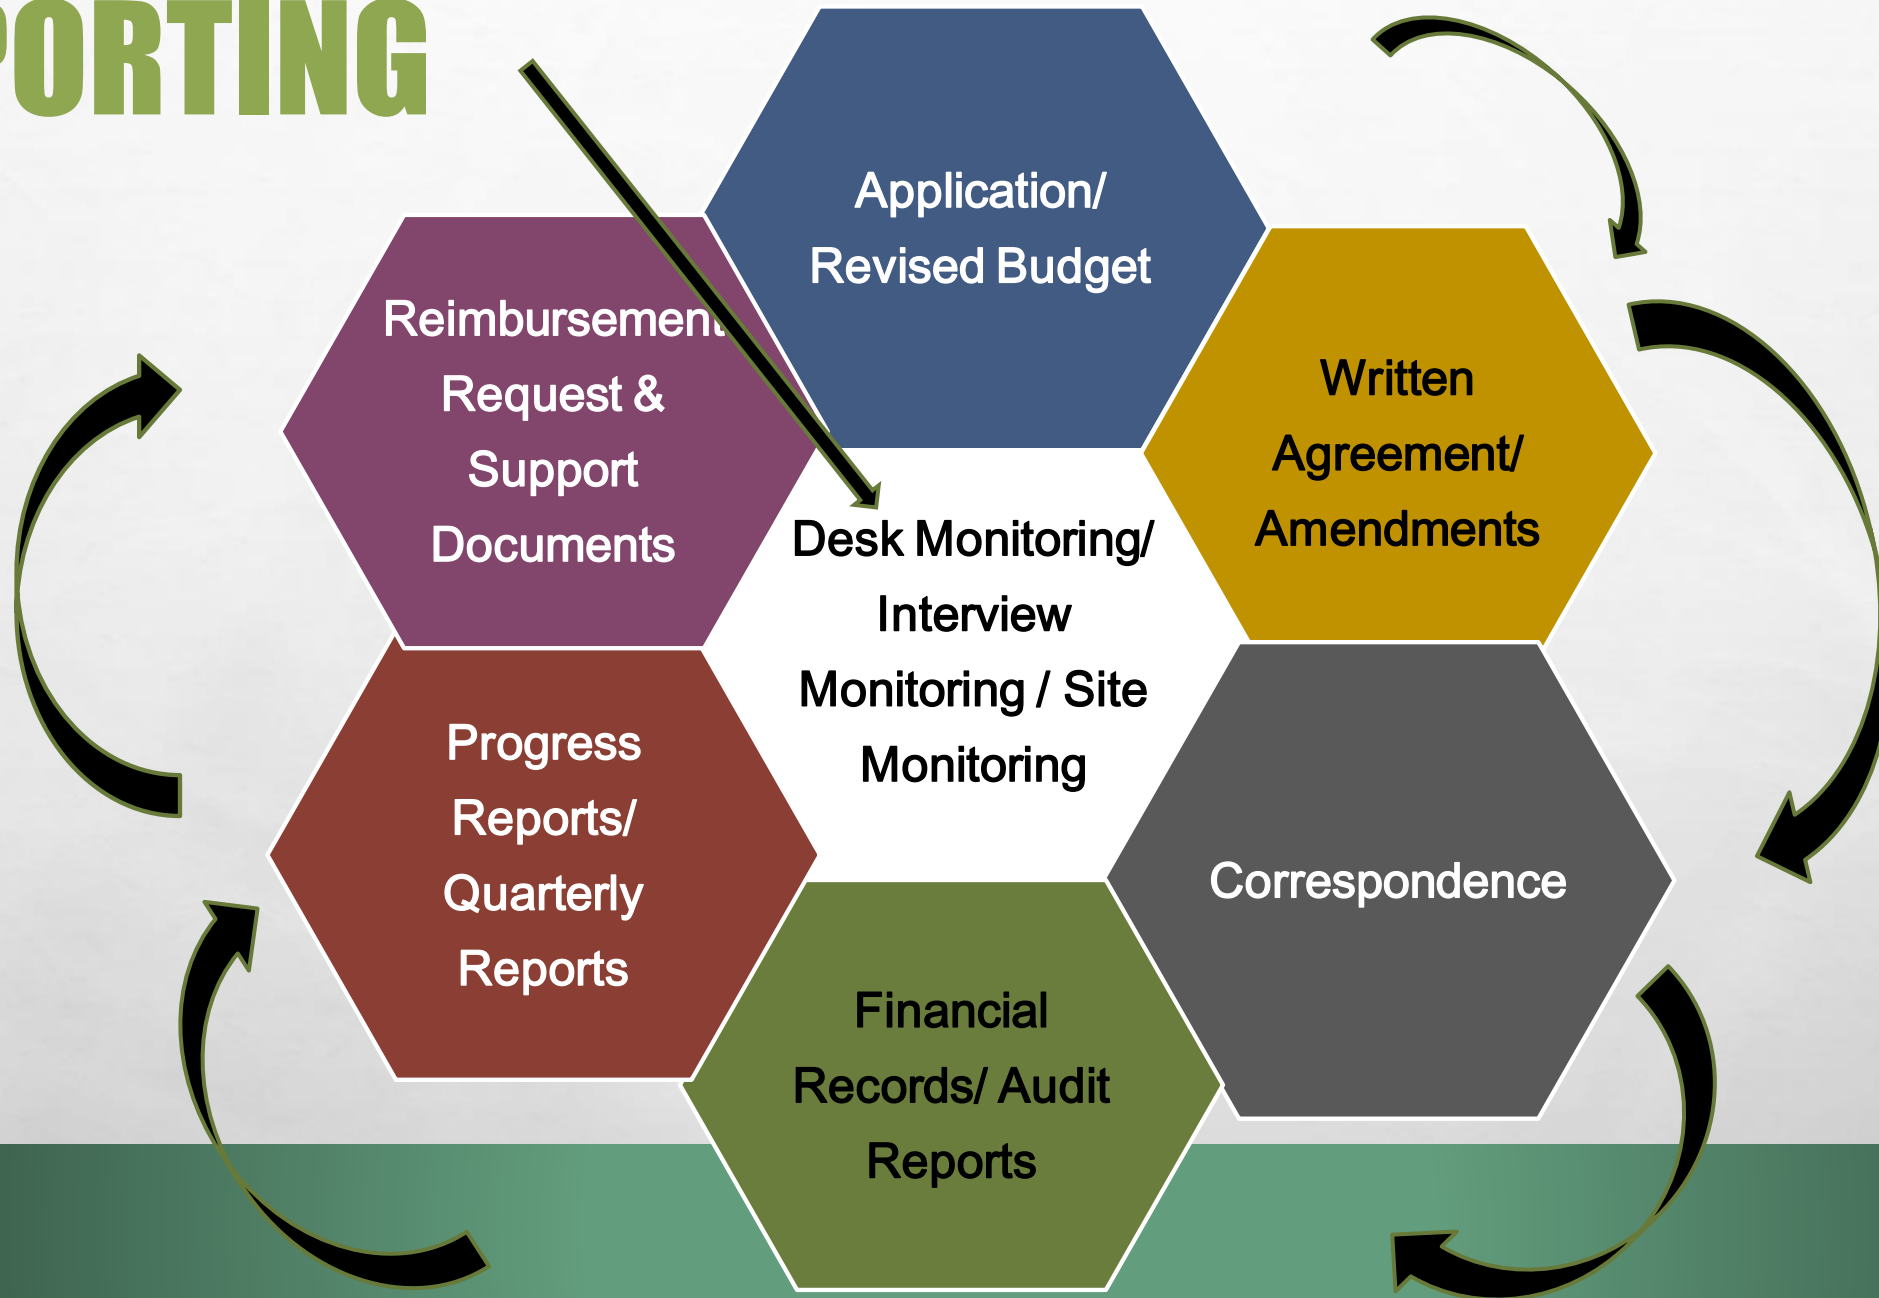 PORTING
Application/
Revised Budget
Reimbursement
Request &
Support
Documents
Written
Agreement/
Amendments
Desk Monitoring/
Interview
Monitoring / Site
Monitoring
Progress
Reports/
Quarterly
Reports
Correspondence
Financial
Records/ Audit
Reports